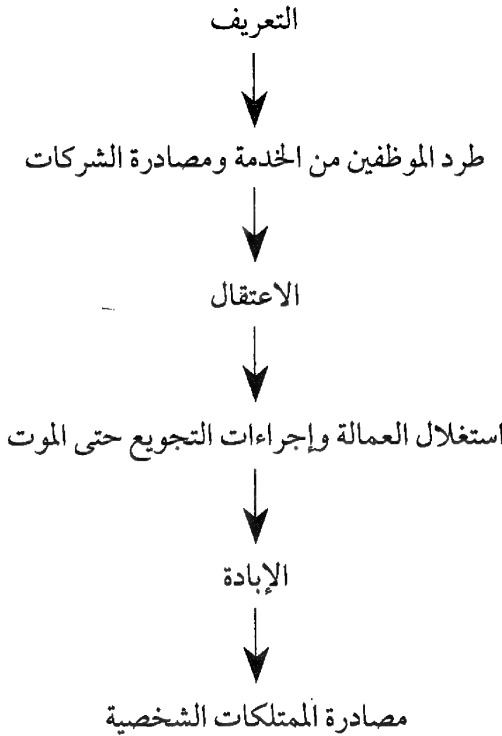 التعريف
طرد الموظفين من الخدمة ومصادرة الشركات
الاعتقال
استغلال العمالة وإجراءات التجويع حتى الموت
الإبادة
مصادرة الممتلكات الشخصية